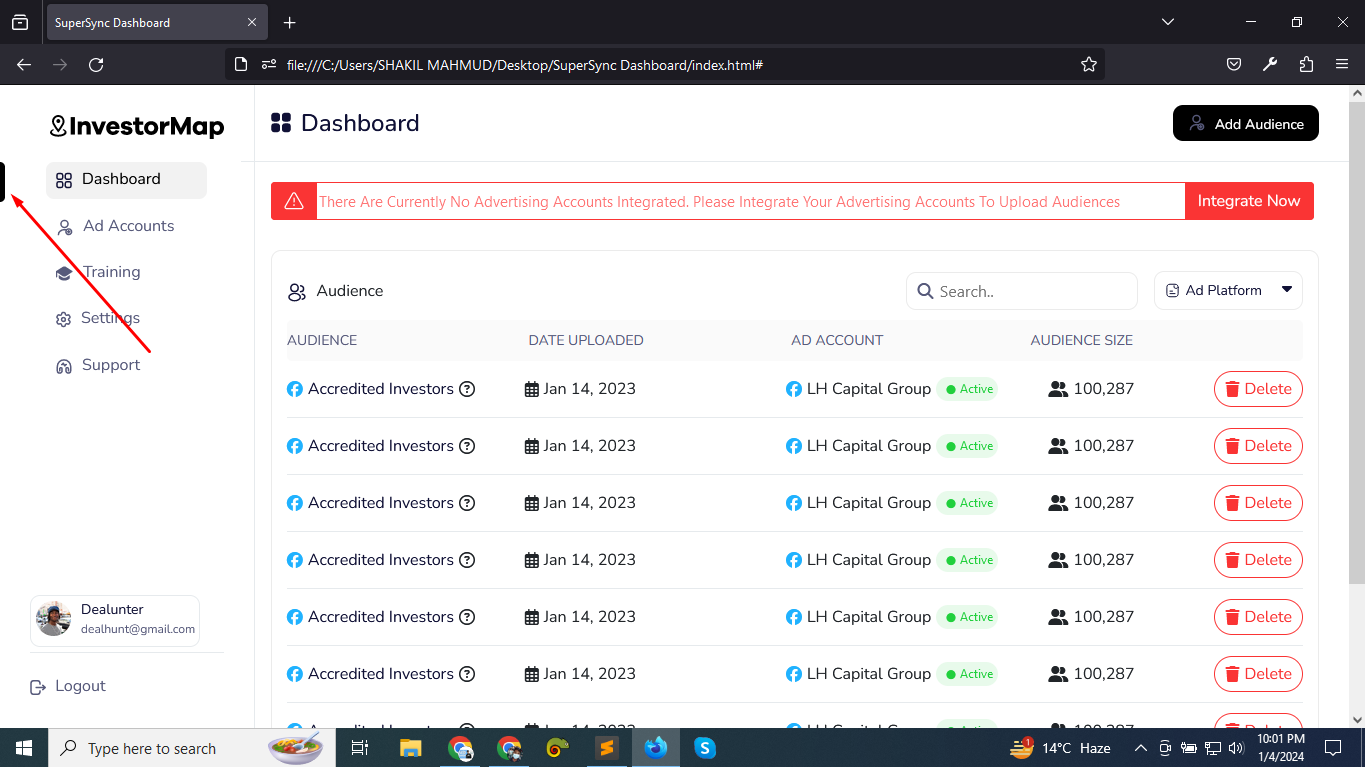 SuperSync Dashboard
file:///C:/Users/SHAKIL MAHMUD/Desktop/SuperSync Dashboard/index.html#
InvestorMap
Dashboard
Add Audience
Dashboard
Ad Accounts
Training
Settings
Support
There Are Currently No Advertising Accounts Integrated. Please Integrate Your Advertising Accounts To Upload Audiences
Integrate Now
Audience
Search..
Ad Platform
AUDIENCE DATE UPLOADED AD ACCOUNT AUDIENCE SIZE
Accredited Investors Jan 14, 2023 LH Capital Group Active 100,287 Delete
Accredited Investors Jan 14, 2023 LH Capital Group Active 100,287 Delete
Accredited Investors Jan 14, 2023 LH Capital Group Active 100,287 Delete
Accredited Investors Jan 14, 2023 LH Capital Group Active 100,287 Delete
Accredited Investors Jan 14, 2023 LH Capital Group Active 100,287 Delete
Accredited Investors Jan 14, 2023 LH Capital Group Active 100,287 Delete
Dealunter
dealhunt@gmail.com
Logout
Type here to search
1
14°C Haze
10:01 PM
1/4/2024